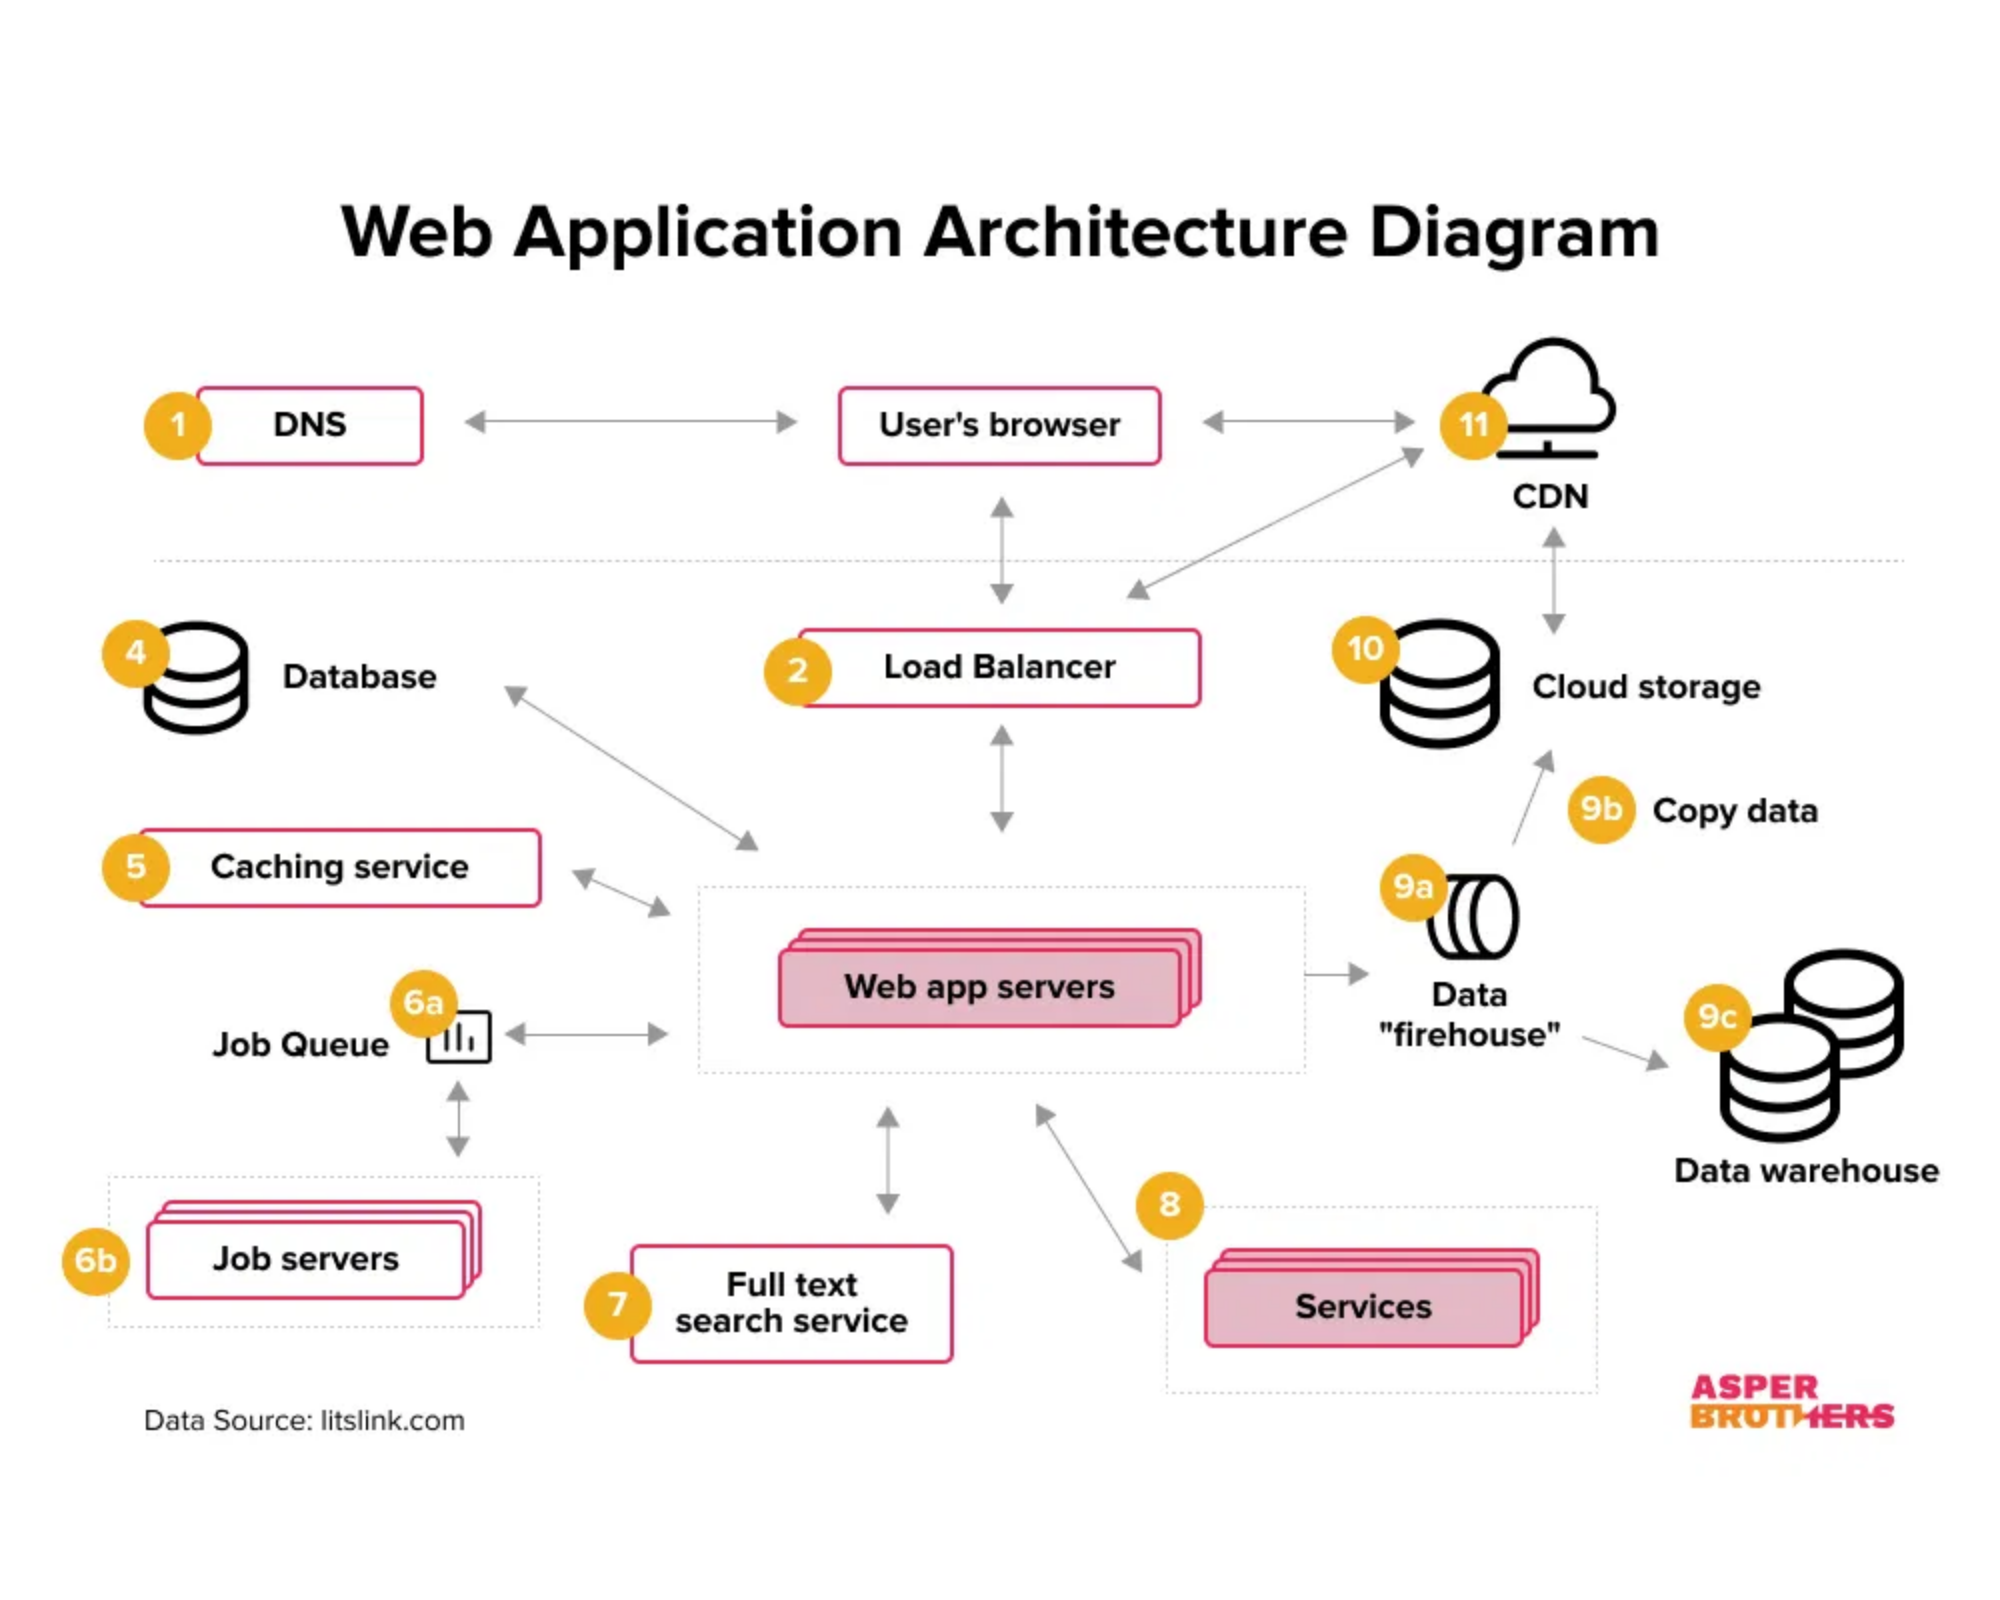 Web Application Architecture Diagram
1
DNS
User's browser
11
CDN
4
Database
2
Load Balancer
10
Cloud storage
9b
Copy data
5
Caching service
9a
Data
"firehouse"
Web app servers
6a
Job Queue
9c
Data warehouse
6b
Job servers
7
Full text
search service
8
Services
Data Source: litslink.com
ASPER
BROTHERS